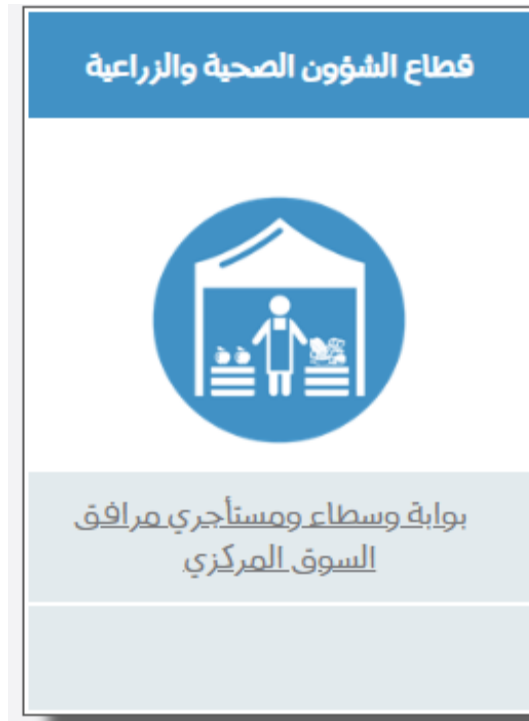 قطاع الشؤون الصحية والزراعية
بوابة وسطاء ومستأجري مرافق
السوق المركزي